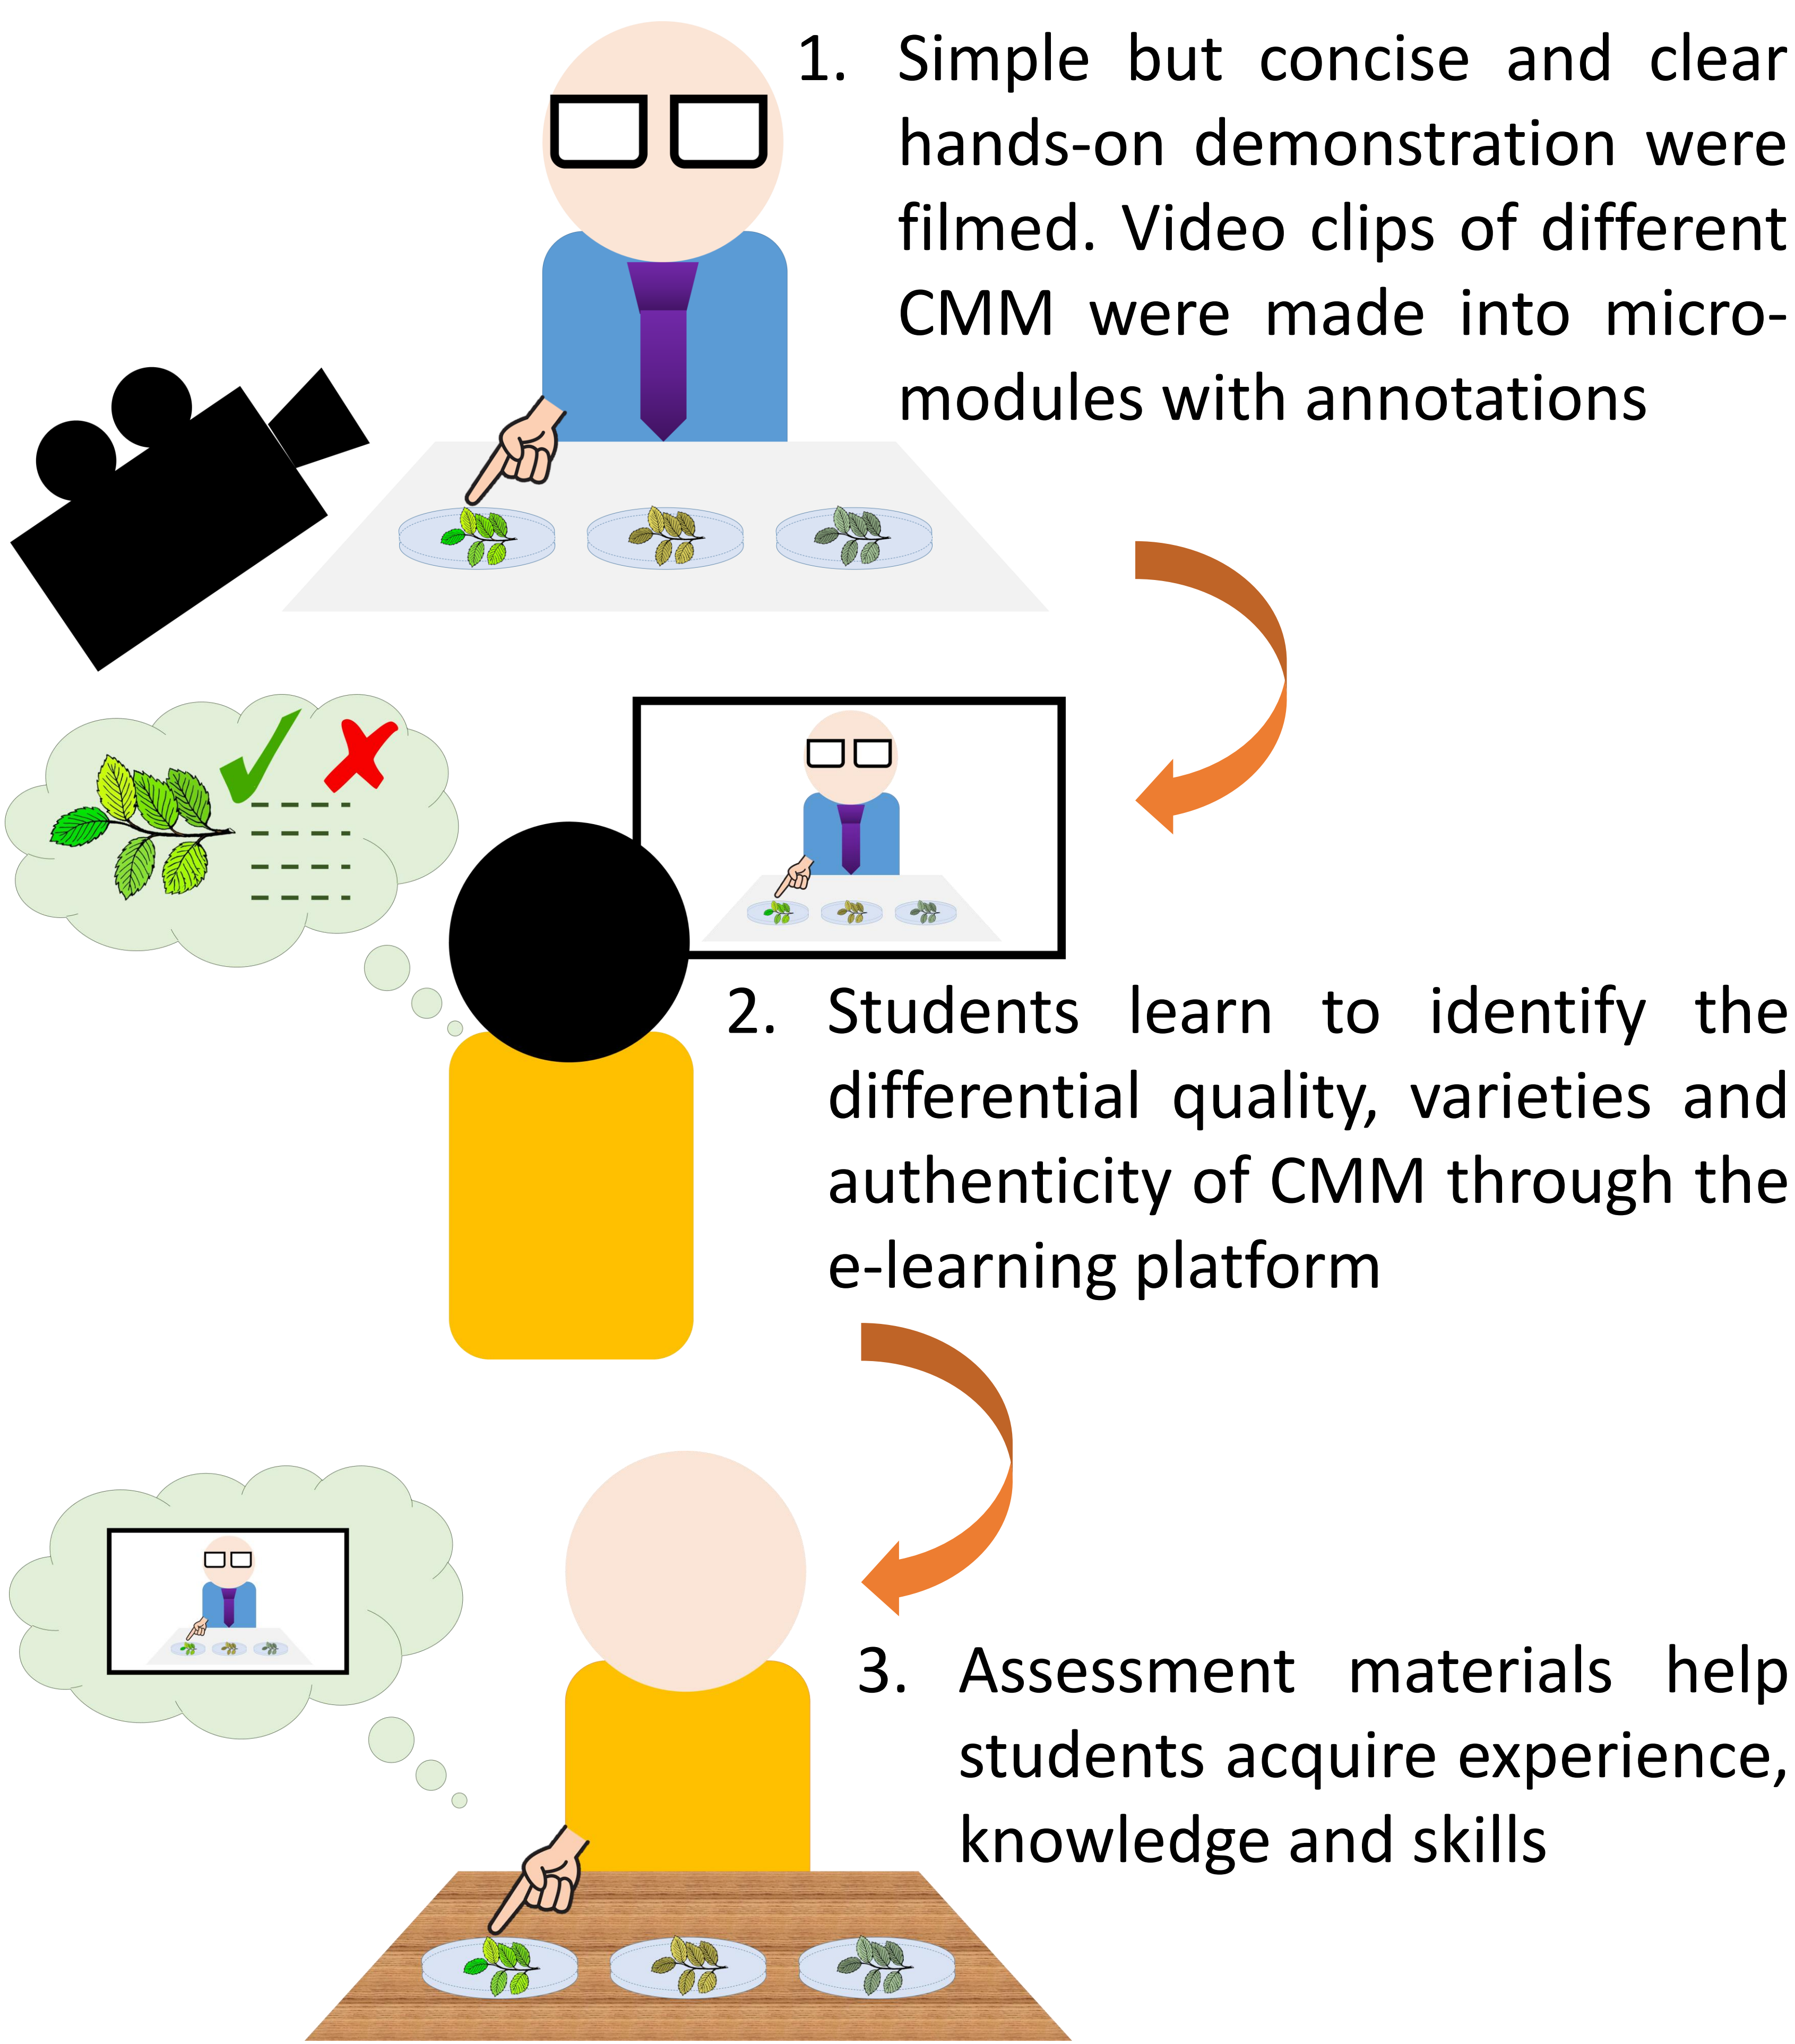 1. Simple but concise and clear
hands-on demonstration were
filmed. Video clips of different
CMM were made into micro-
modules with annotations
2. Students learn to identify the
differential quality, varieties and
authenticity of CMM through the
e-learning platform
3. Assessment materials help
students acquire experience,
knowledge and skills